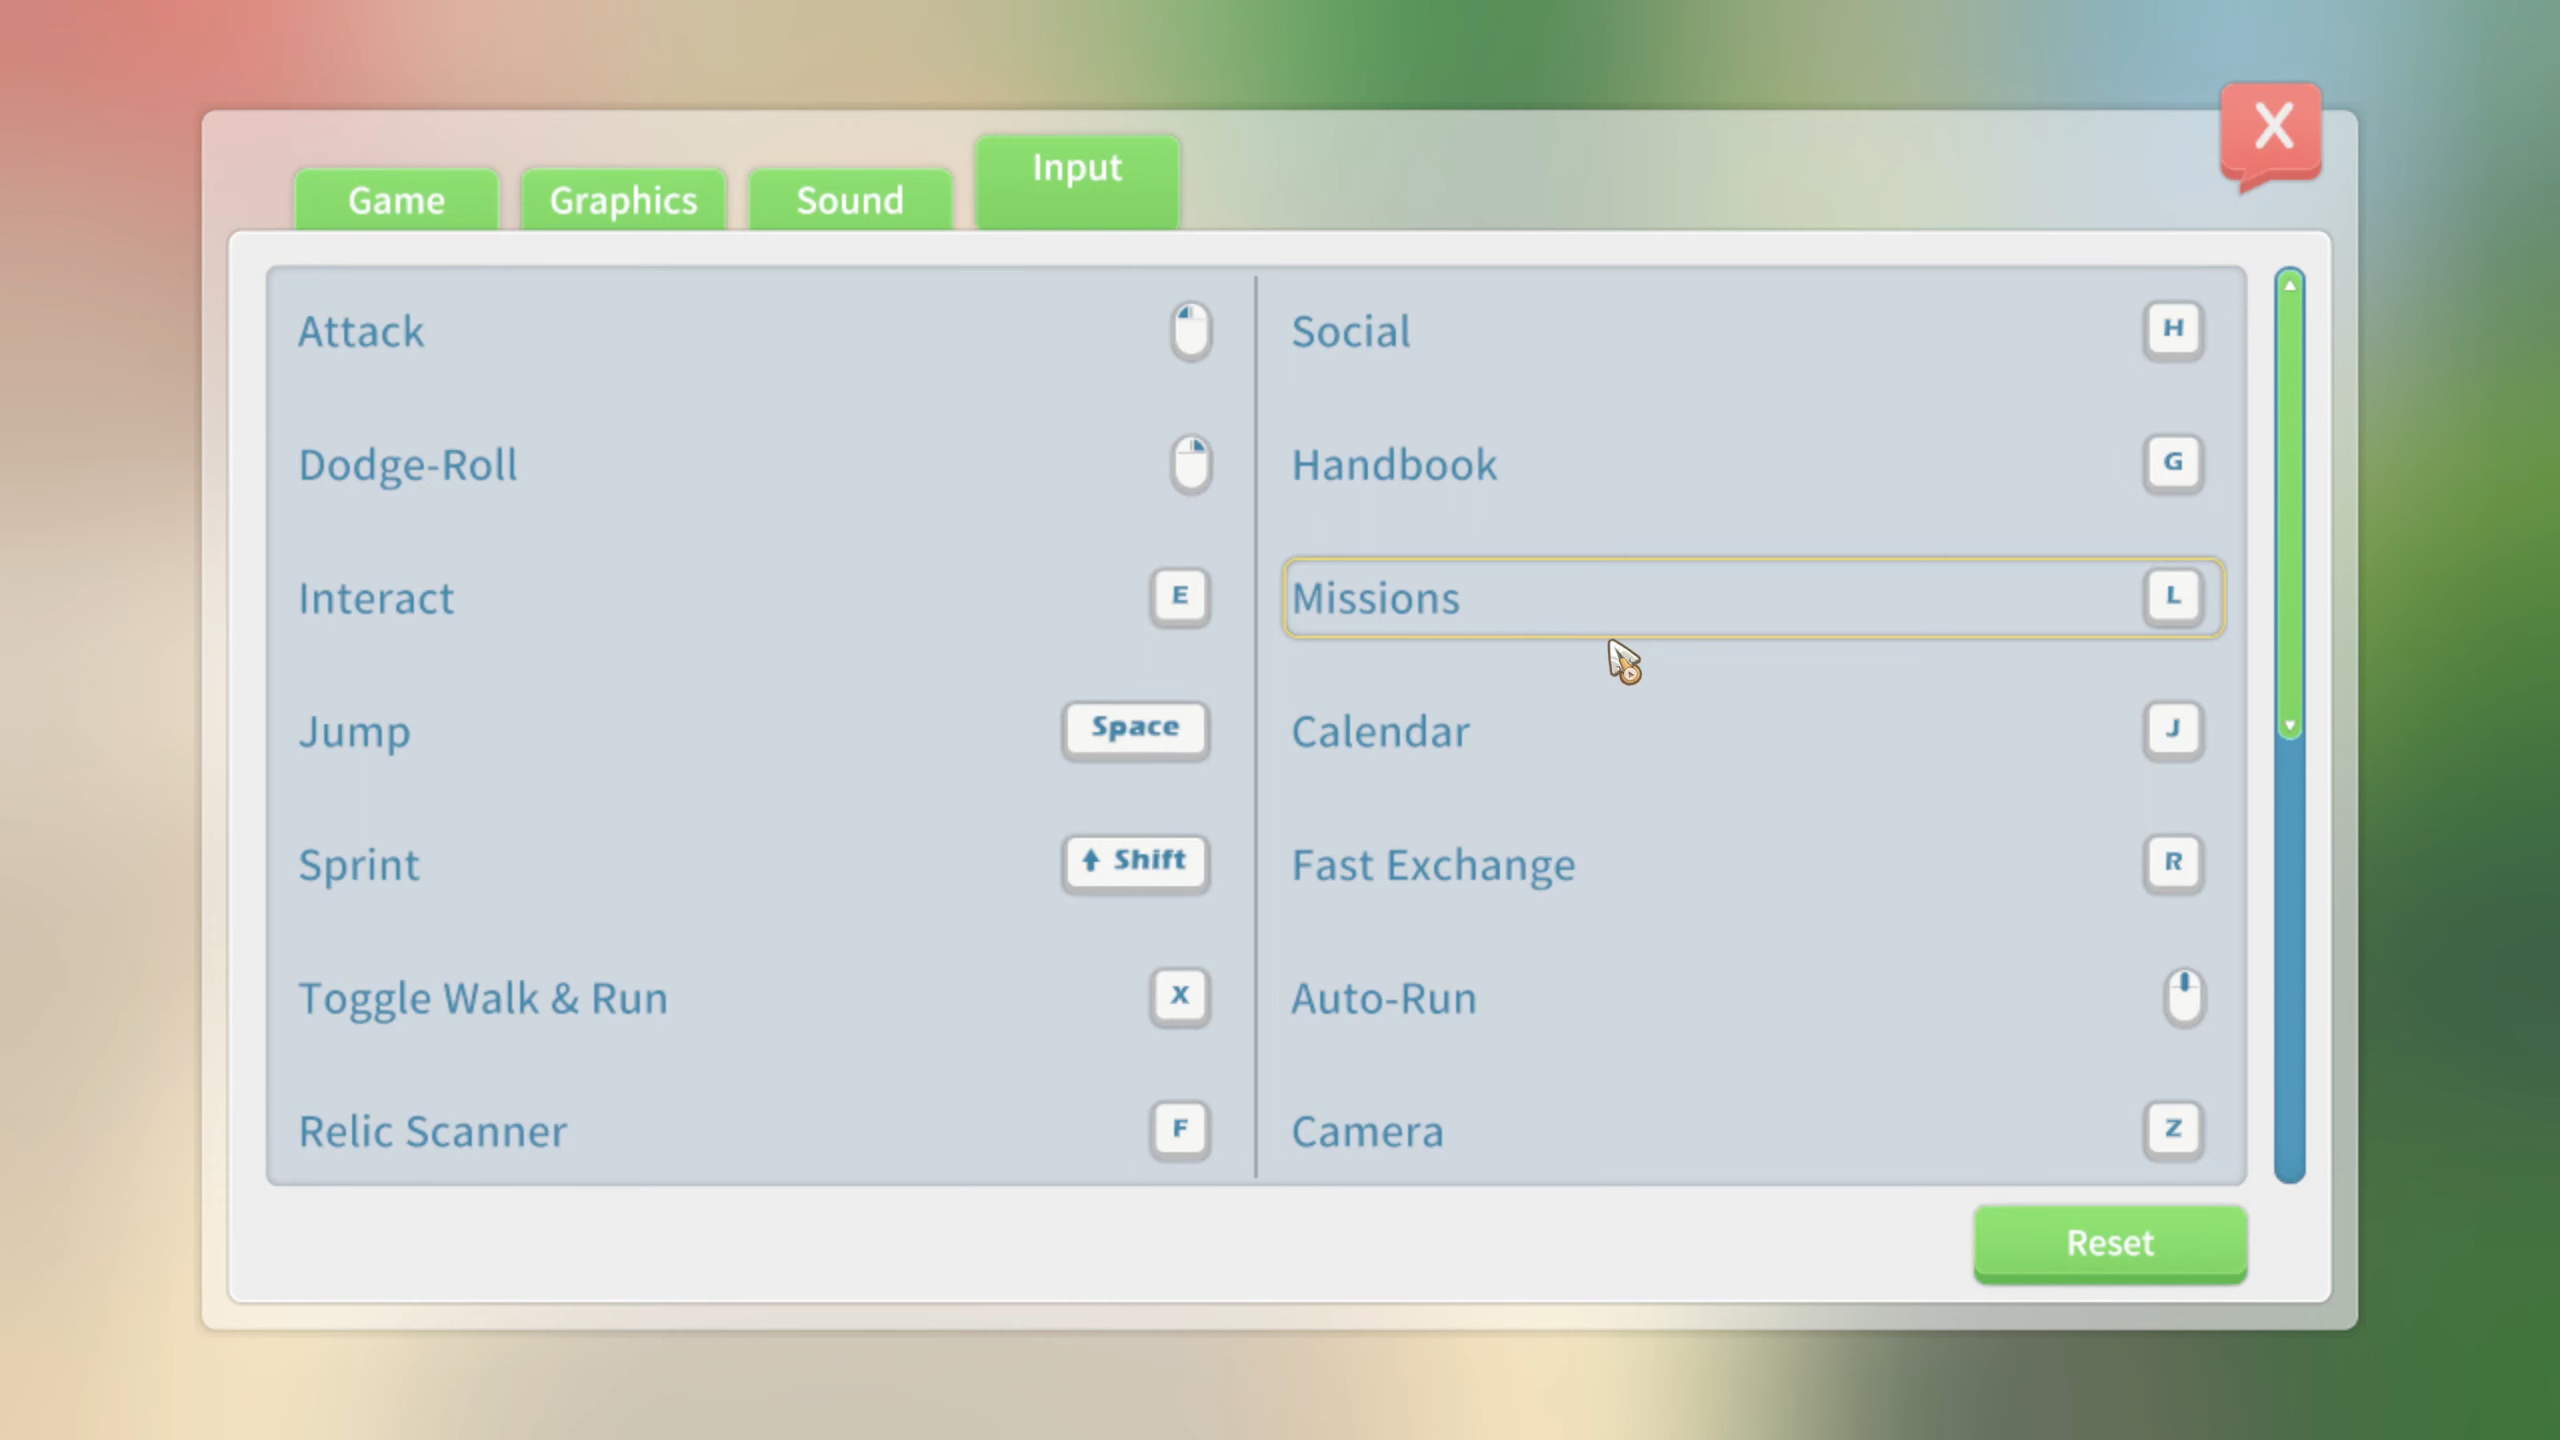 X
Game Graphics Sound Input
Attack
Dodge-Roll
Interact E
Jump Space
Sprint Shift
Toggle Walk & Run X
Relic Scanner F
Social H
Handbook G
Missions L
Calendar J
Fast Exchange R
Auto-Run
Camera Z
Reset